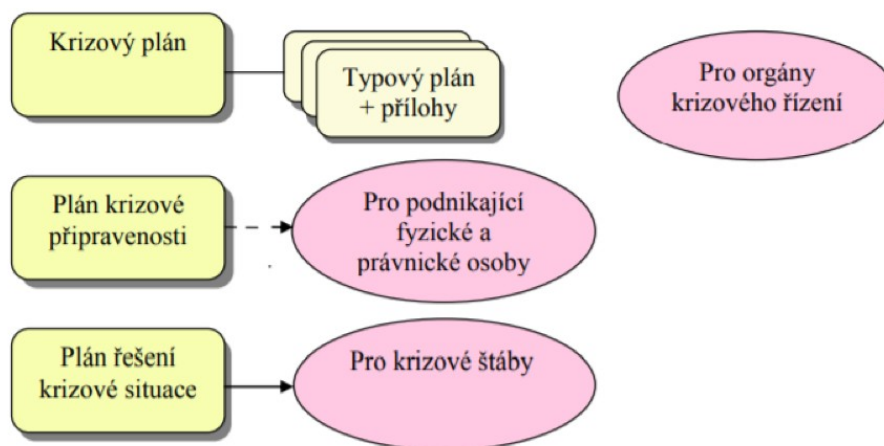 Krizový plán
Typový plán
+ přílohy
Pro orgány
krizového řízení
Plán krizové
připravenosti
Pro podnikající
fyzické a
právnické osoby
Plán řešení
krizové situace
Pro krizové štáby